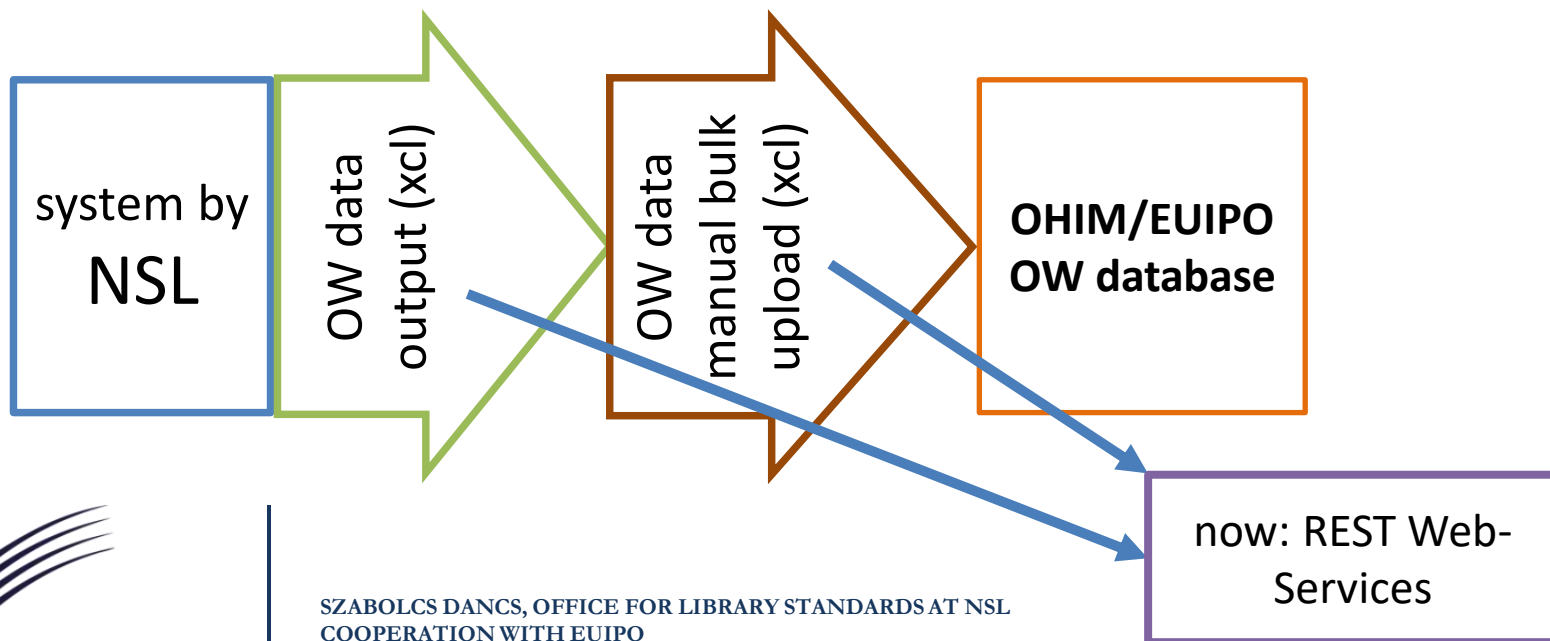 system by
NSL
OW data
output (xcl)
OW data
manual bulk
upload (xcl)
OHIM/EUIPO
OW database
now: REST Web-
Services
SZABOLCS DANCS, OFFICE FOR LIBRARY STANDARDS AT NSL
COOPERATION WITH EUIPO